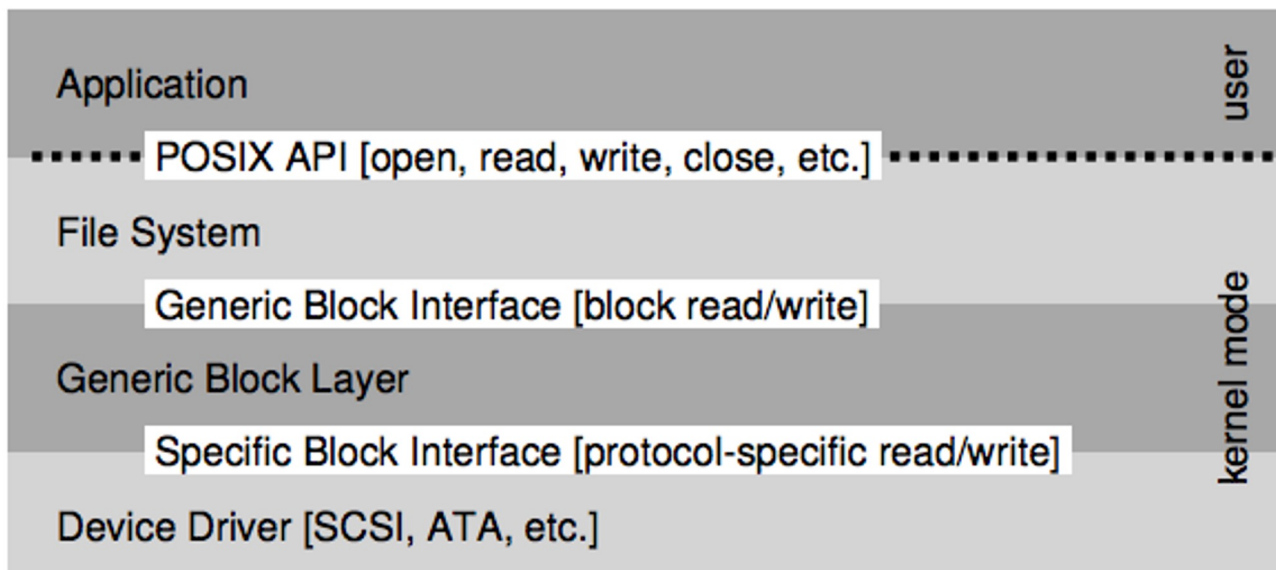 Application
user
POSIX API [open, read, write, close, etc.]
File System
Generic Block Interface [block read/write]
kernel mode
Generic Block Layer
Specific Block Interface [protocol-specific read/write]
Device Driver [SCSI, ATA, etc.]